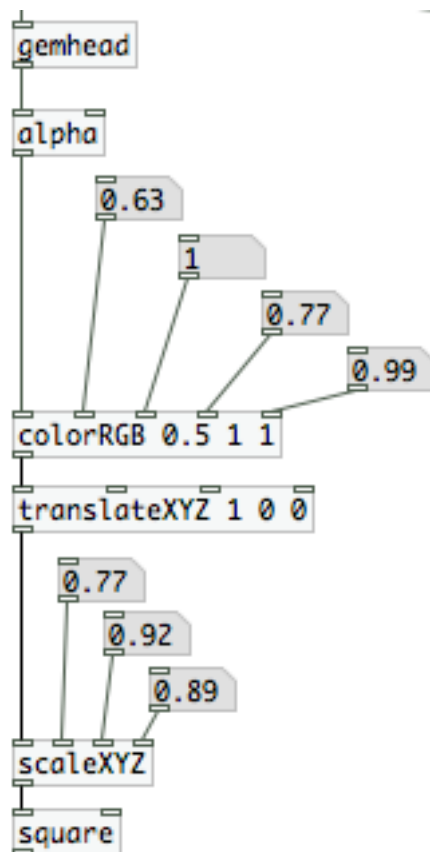 gemhead
alpha
0.63
1
0.77
0.99
colorRGB 0.5 1 1
translateXYZ 1 0 0
0.77
0.92
0.89
scaleXYZ
square